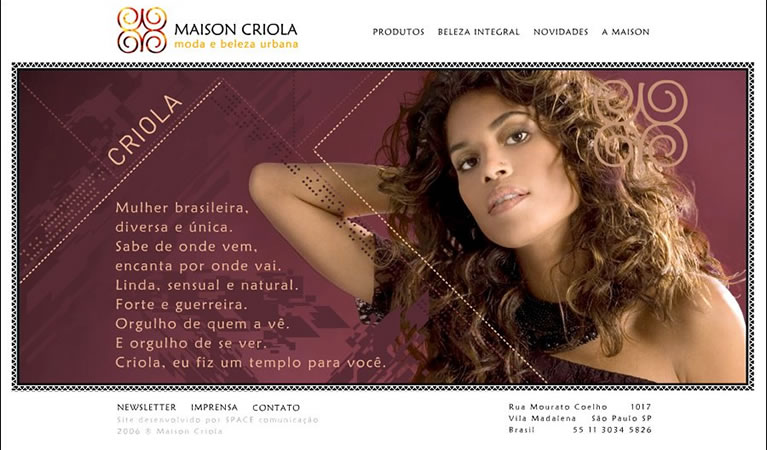 MAISON CRIOLA
moda e beleza urbana
PRODUTOS BELEZA INTEGRAL NOVIDADES A MAISON
CRIOLA
Mulher brasileira,
diversa e única.
Sabe de onde vem,
encanta por onde vai.
Linda, sensual e natural.
Forte e guerreira.
Orgulho de quem a vê.
E orgulho de se ver.
Criola, eu fiz um templo para você.
NEWSLETTER IMPRENSA CONTATO
Site desenvolvido por SPACE comunicação
2006 ® Maison Criola
Rua Mourato Coelho 1017
Vila Madalena São Paulo SP
Brasil 55 11 3034 5826